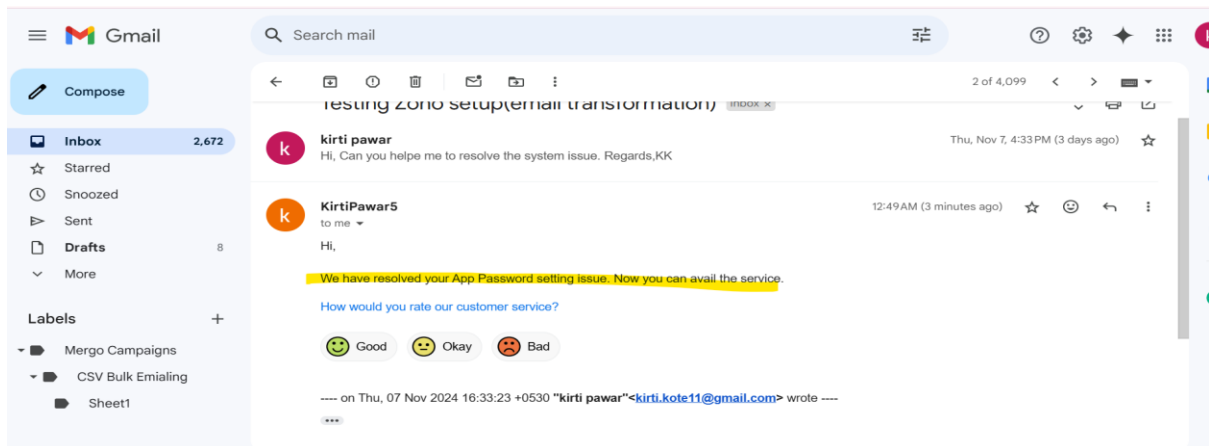 Gmail
Search mail
Compose
2 of 4,099
Testing Zoho setup(email transformation) Inbox x
Inbox 2,672
kirti pawar Thu, Nov 7, 4:33 PM (3 days ago)
Hi, Can you helpe me to resolve the system issue. Regards,KK
k
Starred
Snoozed
Sent
Drafts 8
More
KirtiPawar5 12:49 AM (3 minutes ago)
k
to me
Hi,
We have resolved your App Password setting issue. Now you can avail the service.
How would you rate our customer service?
Good Okay Bad
---- on Thu, 07 Nov 2024 16:33:23 +0530 "kirti pawar"<kirti.kote11@gmail.com> wrote ----
Labels
Mergo Campaigns
CSV Bulk Emialing
Sheet1